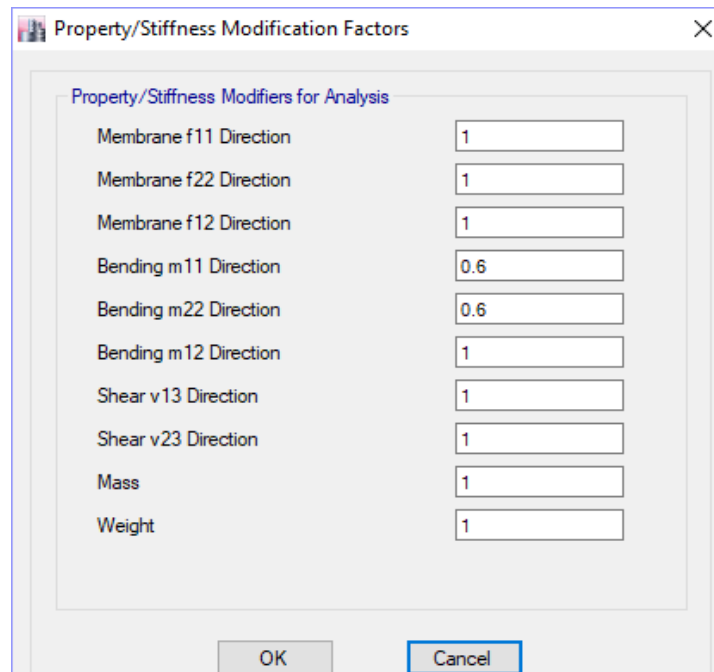 Property/Stiffness Modification Factors
Property/Stiffness Modifiers for Analysis
Membrane f11 Direction 1
Membrane f22 Direction 1
Membrane f12 Direction 1
Bending m11 Direction 0.6
Bending m22 Direction 0.6
Bending m12 Direction 1
Shear v13 Direction 1
Shear v23 Direction 1
Mass 1
Weight 1
OK Cancel